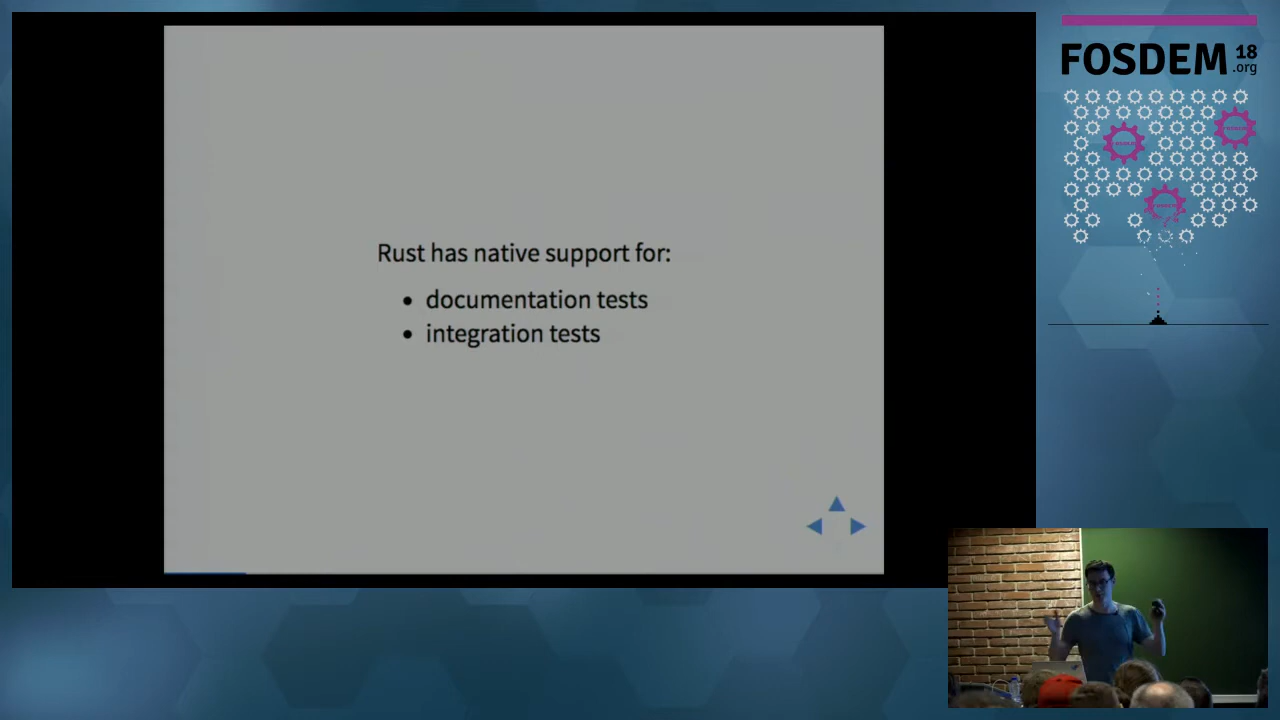 Rust has native support for:
• documentation tests
• integration tests
FOSDEM 18
.org